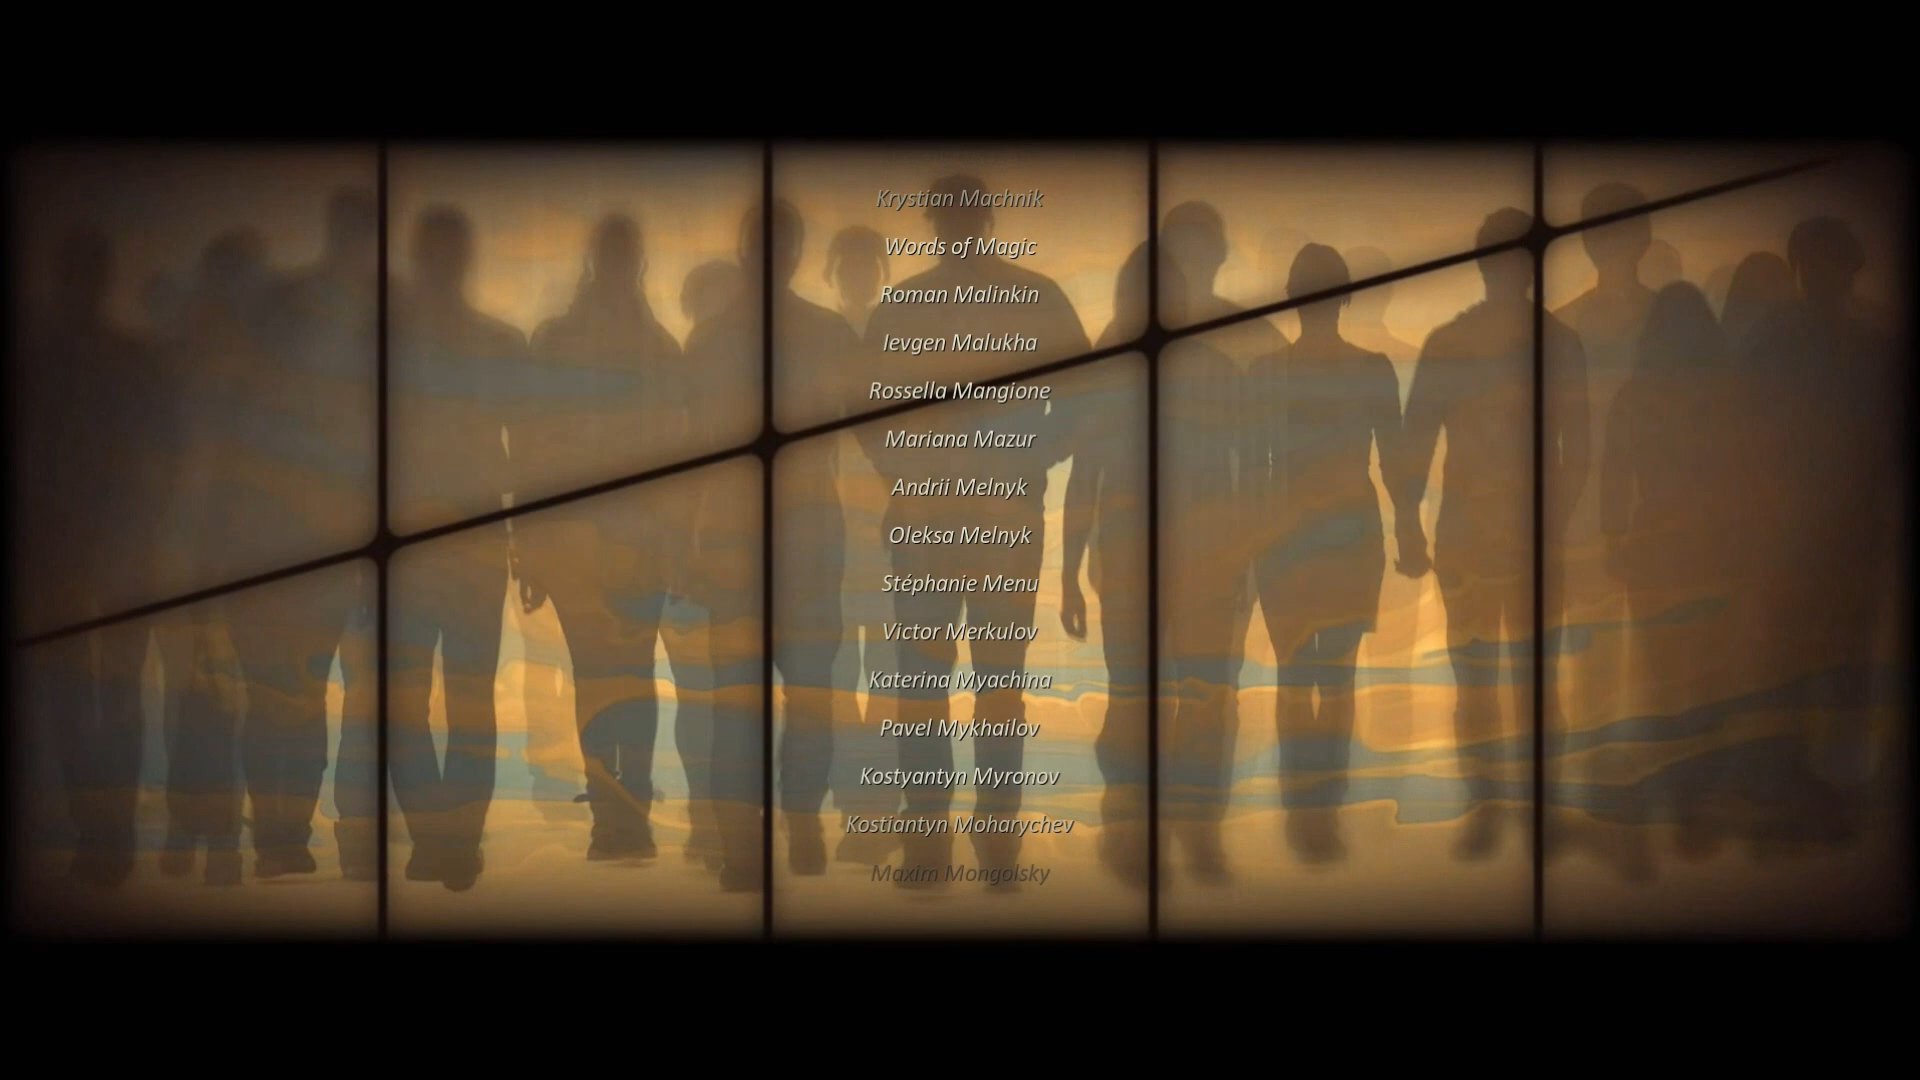 Krystian Machnik
Words of Magic
Roman Malinkin
Ievgen Malukha
Rossella Mangione
Mariana Mazur
Andrii Melnyk
Oleksa Melnyk
Stéphanie Menu
Victor Merkulov
Katerina Myachina
Pavel Mykhailov
Kostyantyn Myronov
Kostiantyn Moharychev
Maxim Mongolsky